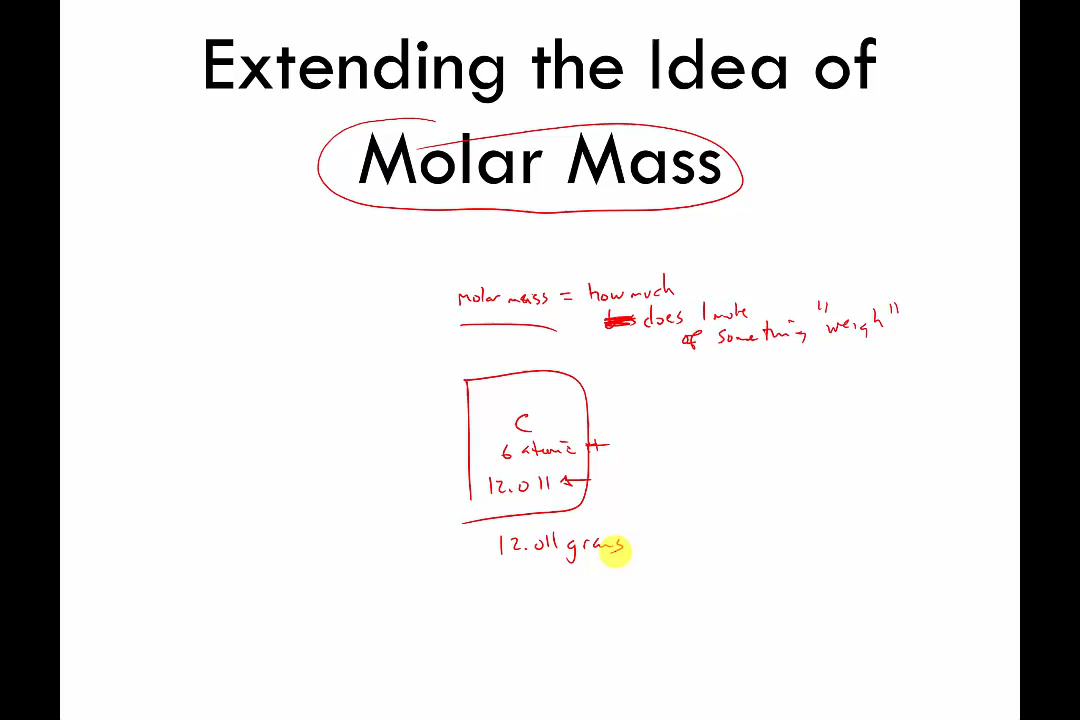 Extending the Idea of
Molar Mass
molar mass = how much
does 1 mole
of something "weigh"
C
6 atomic #
12.011
12.011 grams